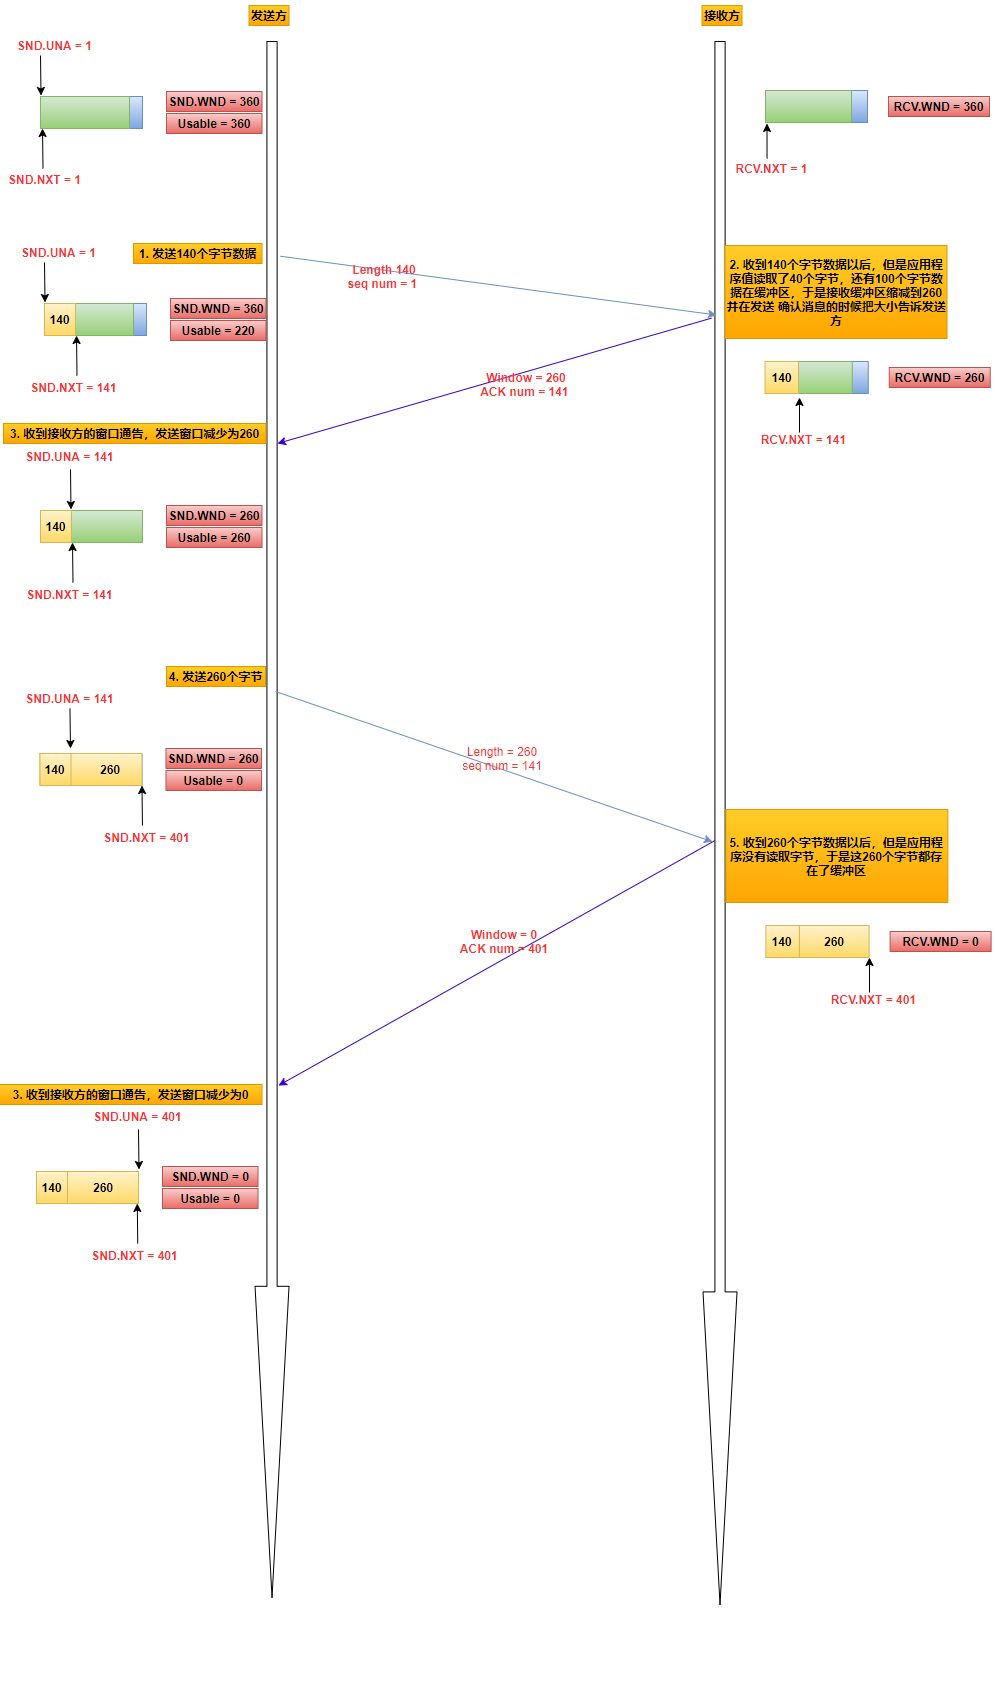 发送方
接收方
SND.UNA = 1
SND.WND = 360
Usable = 360
SND.NXT = 1
RCV.WND = 360
RCV.NXT = 1
1. 发送140个字节数据
SND.UNA = 1
140
SND.WND = 360
Usable = 220
SND.NXT = 141
Length 140
seq num = 1
2. 收到140个字节数据以后，但是应用程
序值读取了40个字节，还有100个字节数
据在缓冲区，于是接收缓冲区缩减到260
并在发送 确认消息的时候把大小告诉发送
方
140
RCV.WND = 260
RCV.NXT = 141
Window = 260
ACK num = 141
3. 收到接收方的窗口通告，发送窗口减少为260
SND.UNA = 141
140
SND.WND = 260
Usable = 260
SND.NXT = 141
4. 发送260个字节
SND.UNA = 141
140
260
SND.WND = 260
Usable = 0
SND.NXT = 401
Length = 260
seq num = 141
5. 收到260个字节数据以后，但是应用程
序没有读取字节，于是这260个字节都存
在了缓冲区
140
260
RCV.WND = 0
RCV.NXT = 401
Window = 0
ACK num = 401
3. 收到接收方的窗口通告，发送窗口减少为0
SND.UNA = 401
140
260
SND.WND = 0
Usable = 0
SND.NXT = 401